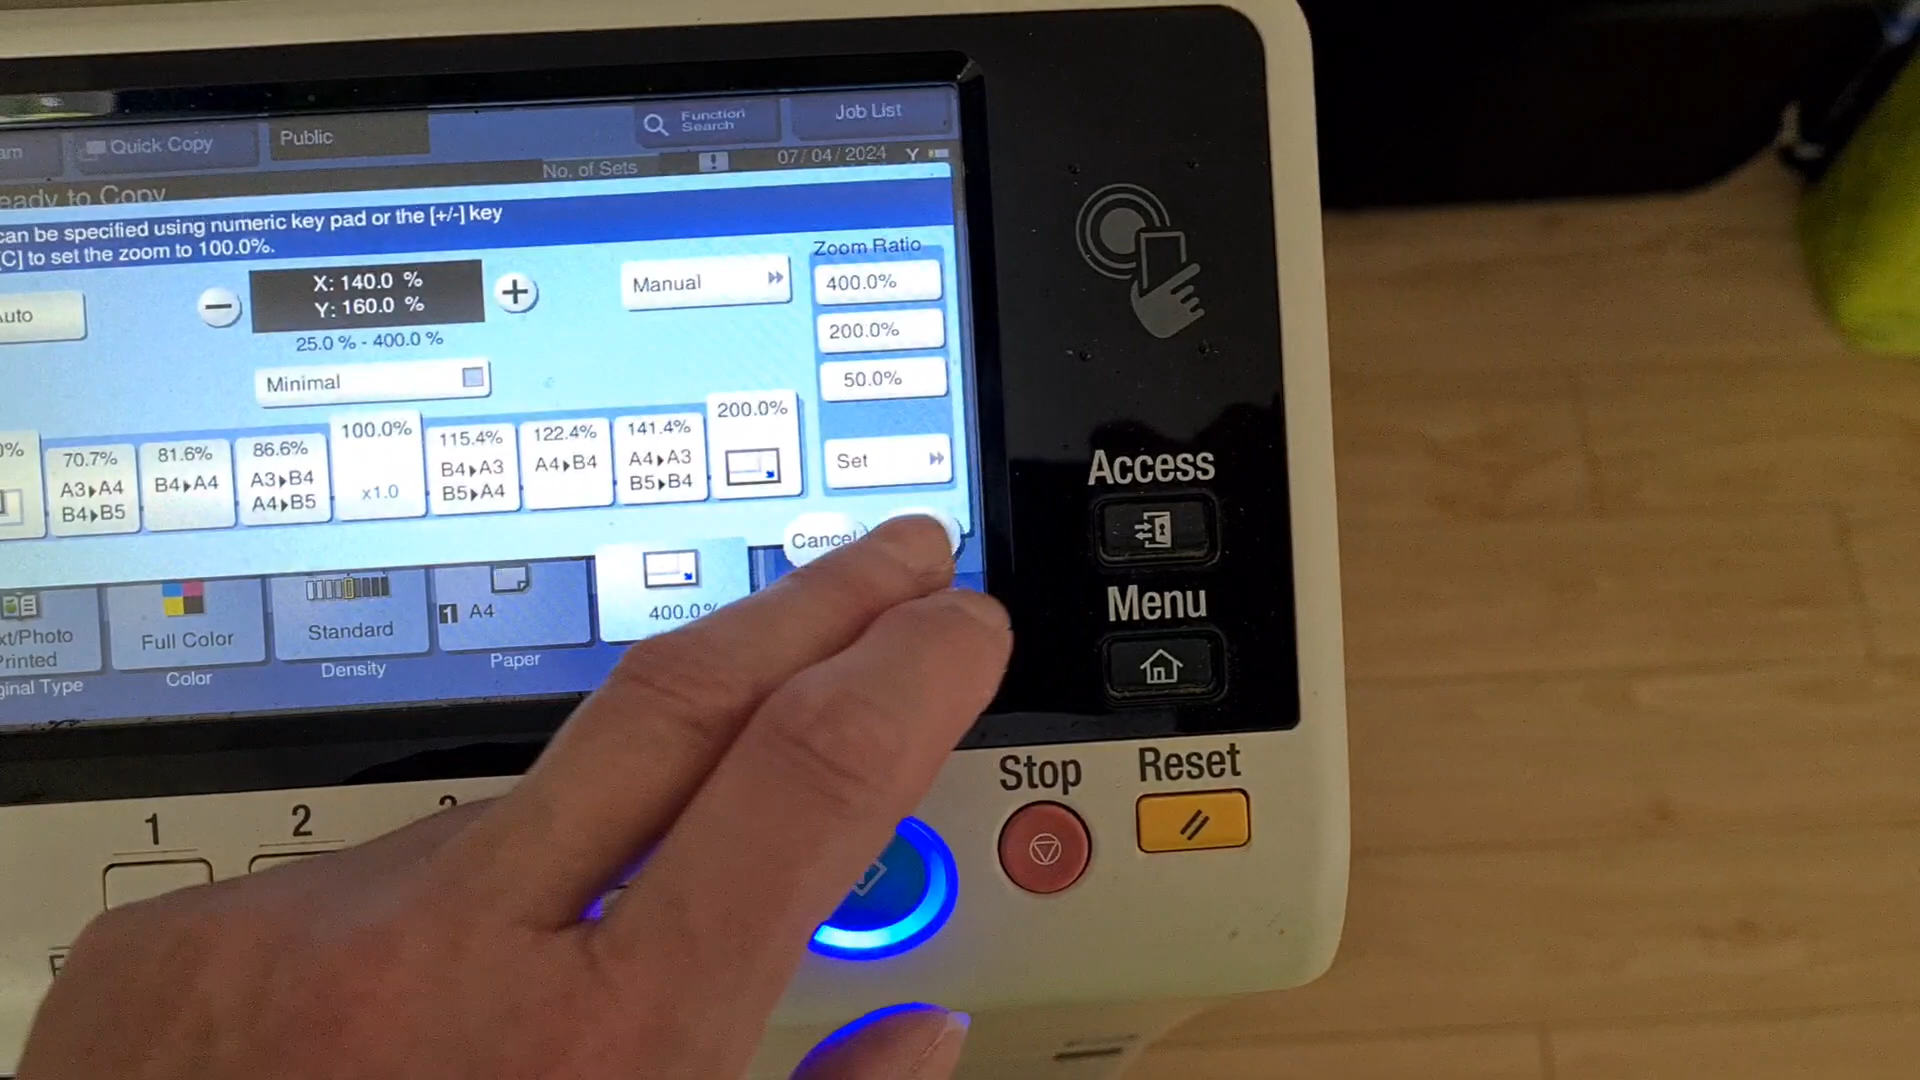 Quick Copy
Public
Function
Search
Job List
No. of Sets
07/04/2024
Y
eady to Copy
can be specified using numeric key pad or the [+/-] key
[C] to set the zoom to 100.0%.
uto
−
X: 140.0 %
Y: 160.0 %
+
25.0 % - 400.0 %
Manual
Zoom Ratio
400.0%
200.0%
50.0%
Minimal
Set
0%
70.7%
A3▸A4
B4▸B5
81.6%
B4▸A4
86.6%
A3▸B4
A4▸B5
100.0%
x1.0
115.4%
B4▸A3
B5▸A4
122.4%
A4▸B4
141.4%
A4▸A3
B5▸B4
200.0%
Cancel
xt/Photo
Printed
ginal Type
Full Color
Color
Standard
Density
1 A4
Paper
400.0%
Access
Menu
Stop
Reset
1
2